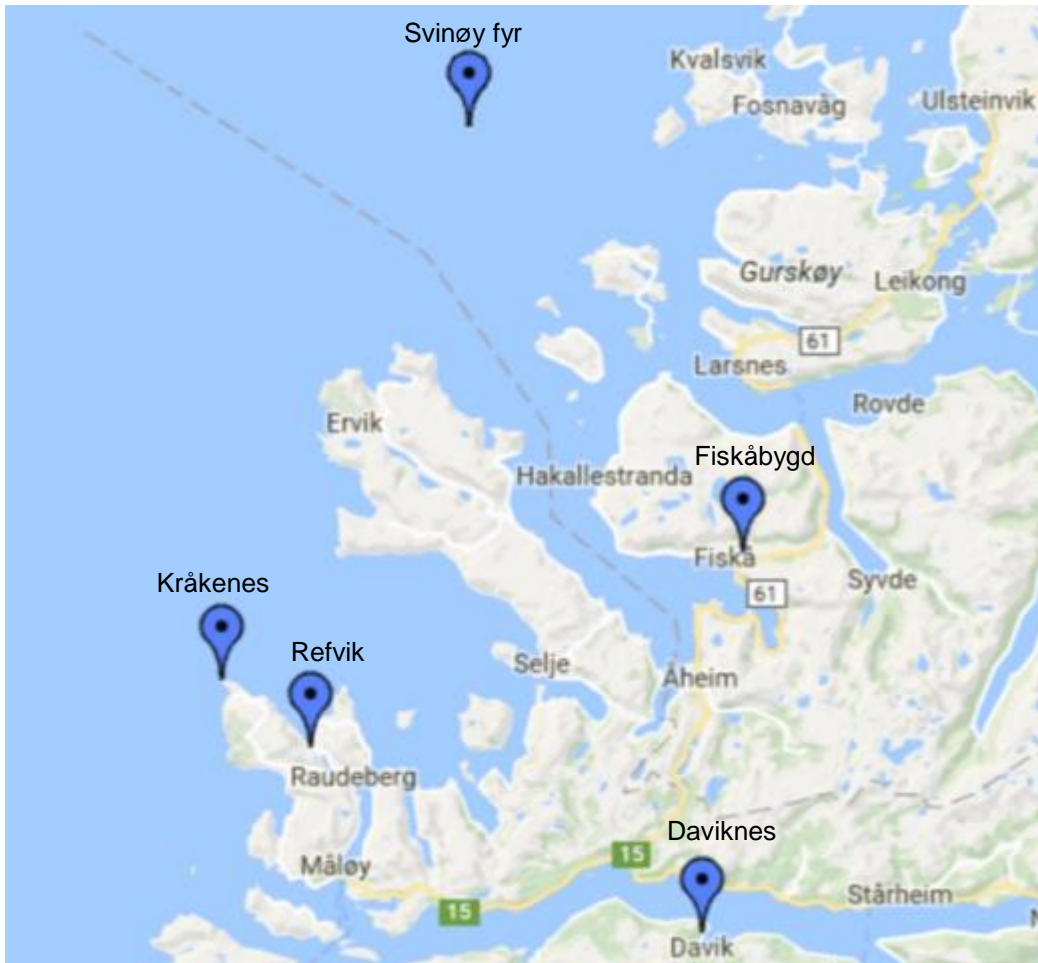 Svinøy fyr
Kvalsvik
Fosnavåg
Ulsteinvik
Gurskøy
Leikong
61
Larsnes
Rovde
Ervik
Fiskåbygd
Hakallestranda
Fiskå
Syvde
61
Kråkenes
Refvik
Selje
Åheim
Raudeberg
Daviknes
Måløy
15
Stårheim
15
Davik
N